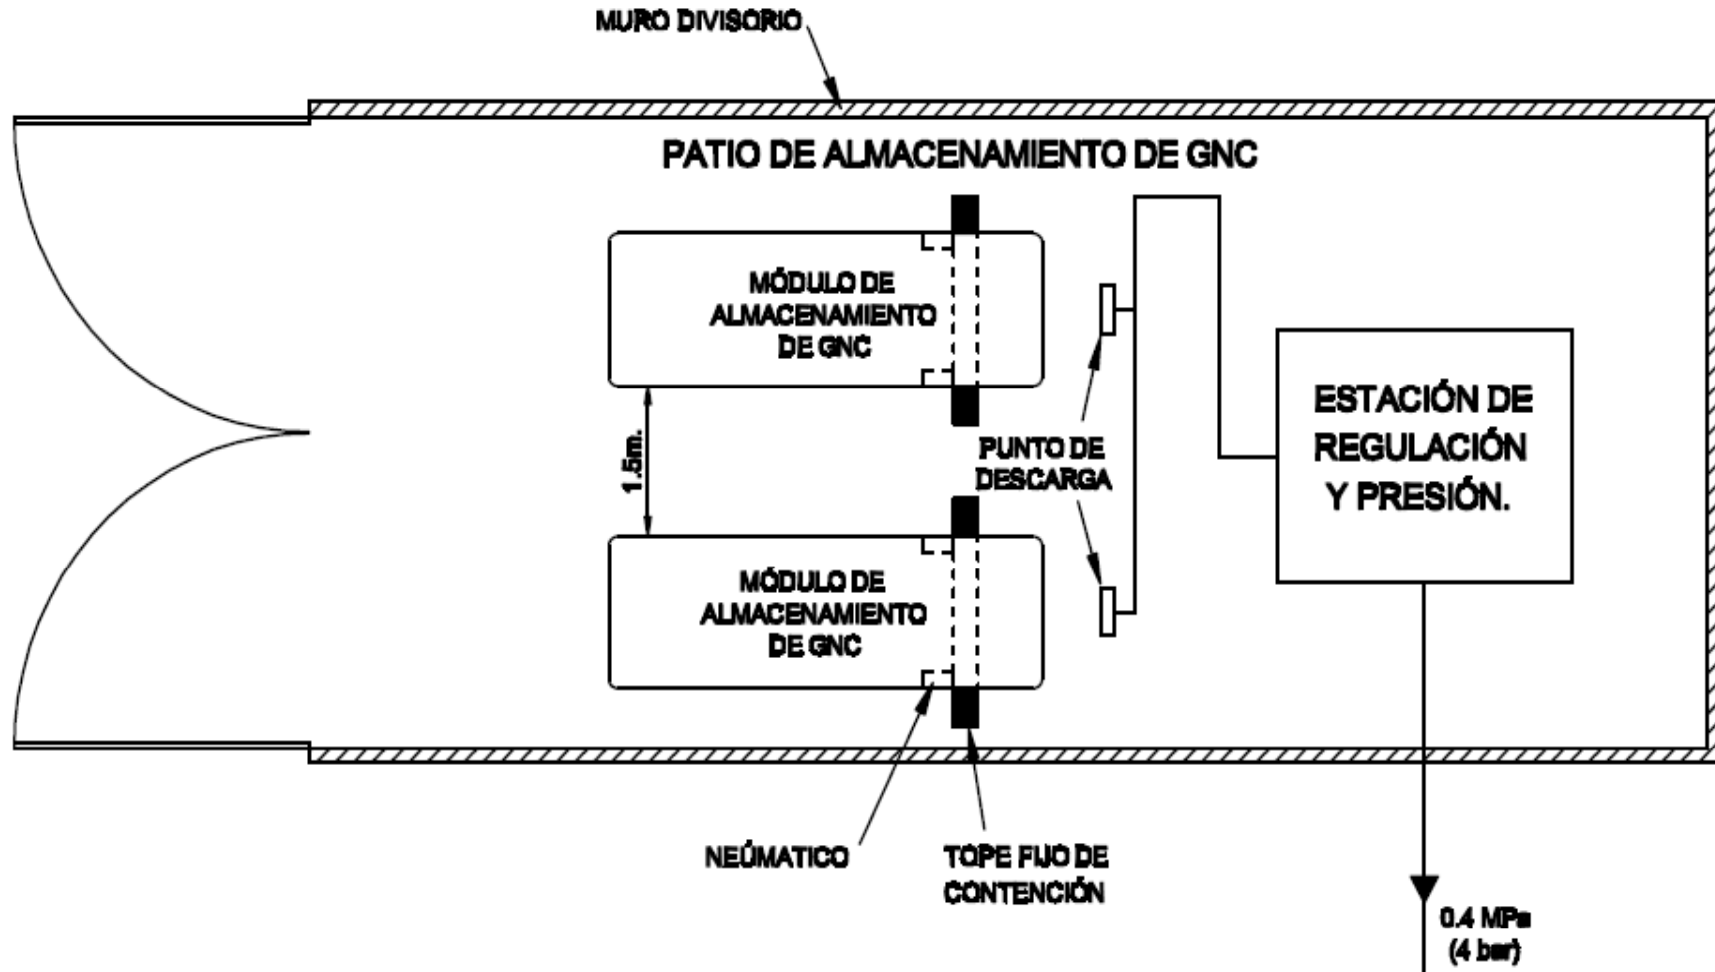 MURO DIVISORIO
PATIO DE ALMACENAMIENTO DE GNC
MÓDULO DE
ALMACENAMIENTO
DE GNC
1.5m.
PUNTO DE
DESCARGA
ESTACIÓN DE
REGULACIÓN
Y PRESIÓN.
MÓDULO DE
ALMACENAMIENTO
DE GNC
NEÚMATICO
TOPE FIJO DE
CONTENCIÓN
0.4 MPa
(4 bar)